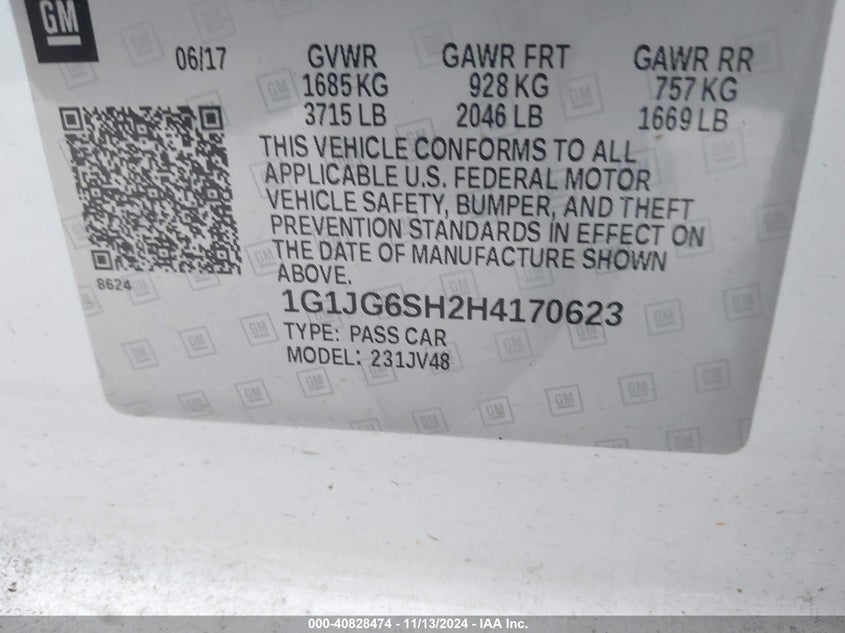 GM
06/17 GVWR GAWR FRT GAWR RR
1685 KG 928 KG 757 KG
3715 LB 2046 LB 1669 LB
THIS VEHICLE CONFORMS TO ALL
APPLICABLE U.S. FEDERAL MOTOR
VEHICLE SAFETY, BUMPER, AND THEFT
PREVENTION STANDARDS IN EFFECT ON
THE DATE OF MANUFACTURE SHOWN
ABOVE.
8624
1G1JG6SH2H4170623
TYPE: PASS CAR
MODEL: 231JV48
000-40828474 - 11/13/2024 - IAA Inc.